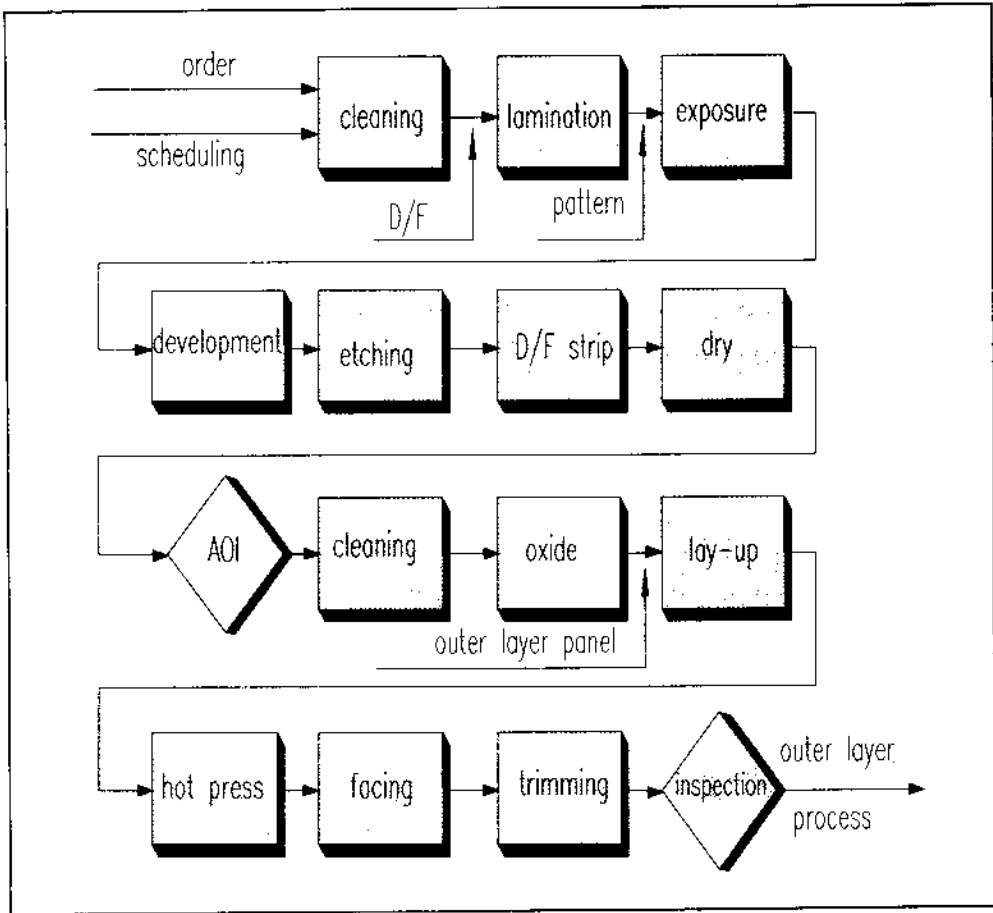 order
scheduling
cleaning
D/F
lamination
pattern
exposure
development
etching
D/F strip
dry
AOI
cleaning
oxide
outer layer panel
lay-up
hot press
facing
trimming
inspection
outer layer
process